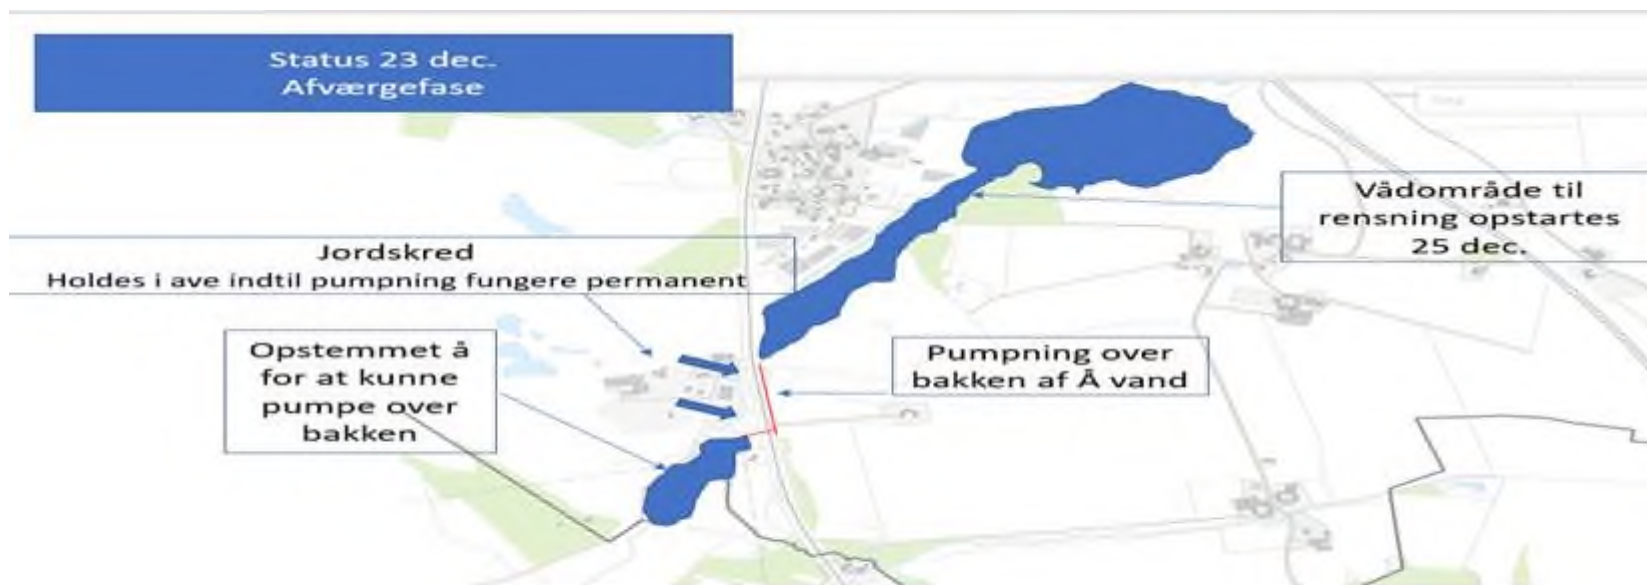 Status 23 dec.
Afværgefase
Vådområde til
rensning opstartes
25 dec.
Jordskred
Holdes i ave indtil pumpning fungere permanent
Opstemmet å
for at kunne
pumpe over
bakken
Pumpning over
bakken af Å vand